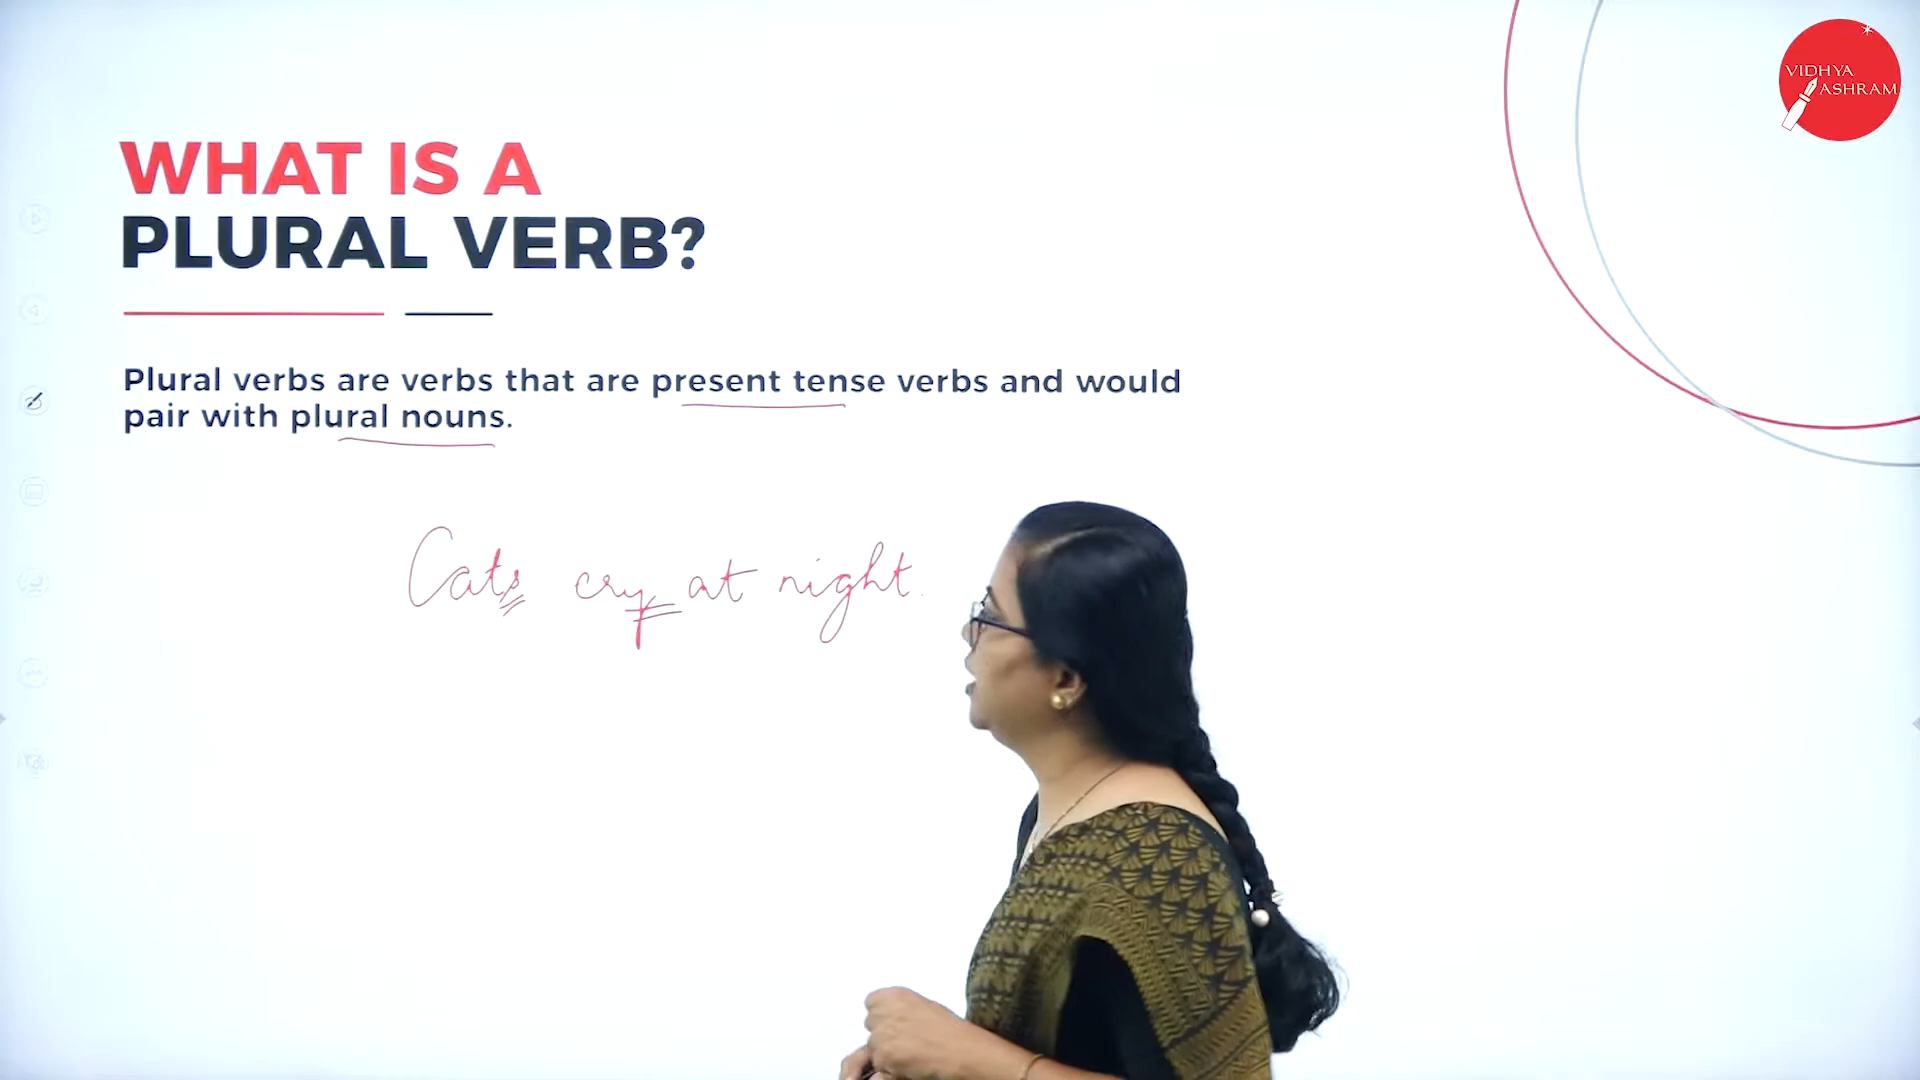 VIDHYA
ASHRAM
WHAT IS A
PLURAL VERB?
Plural verbs are verbs that are present tense verbs and would
pair with plural nouns.
Cats cry at night.